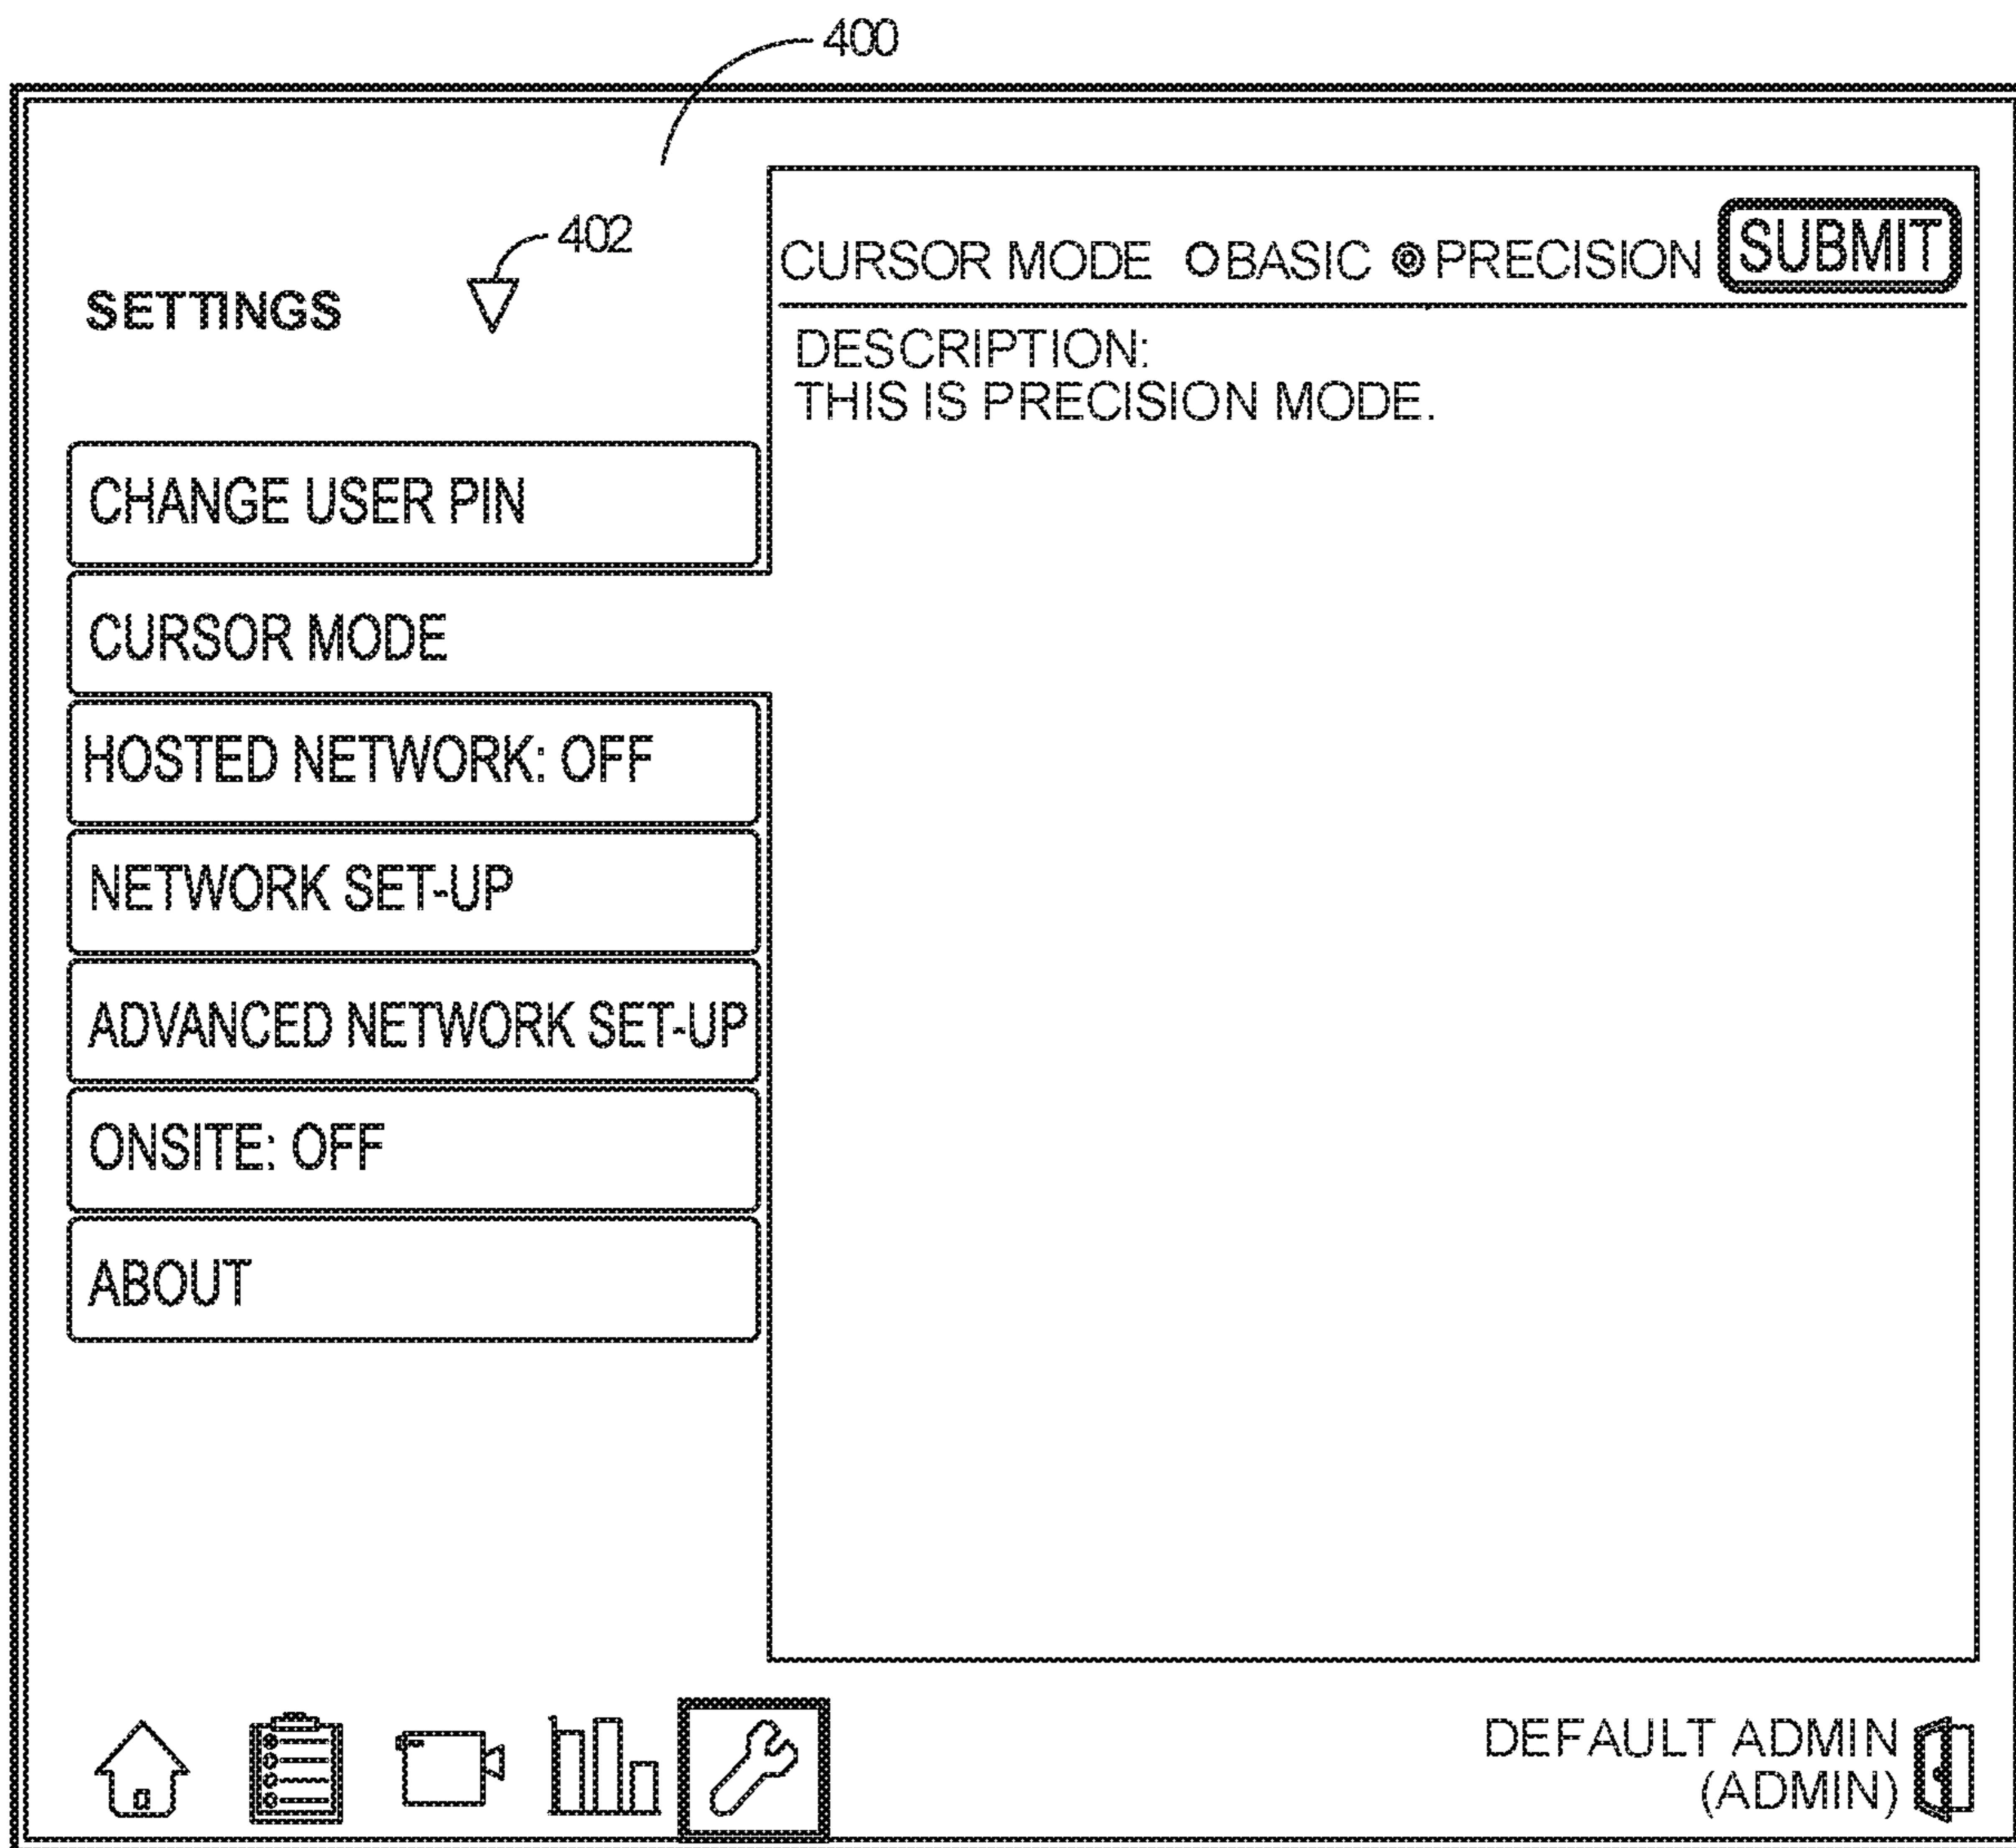 400
402
SETTINGS
CHANGE USER PIN
CURSOR MODE
HOSTED NETWORK: OFF
NETWORK SET-UP
ADVANCED NETWORK SET-UP
ONSITE: OFF
ABOUT
CURSOR MODE BASIC PRECISION SUBMIT
DESCRIPTION:
THIS IS PRECISION MODE.
DEFAULT ADMIN
(ADMIN)